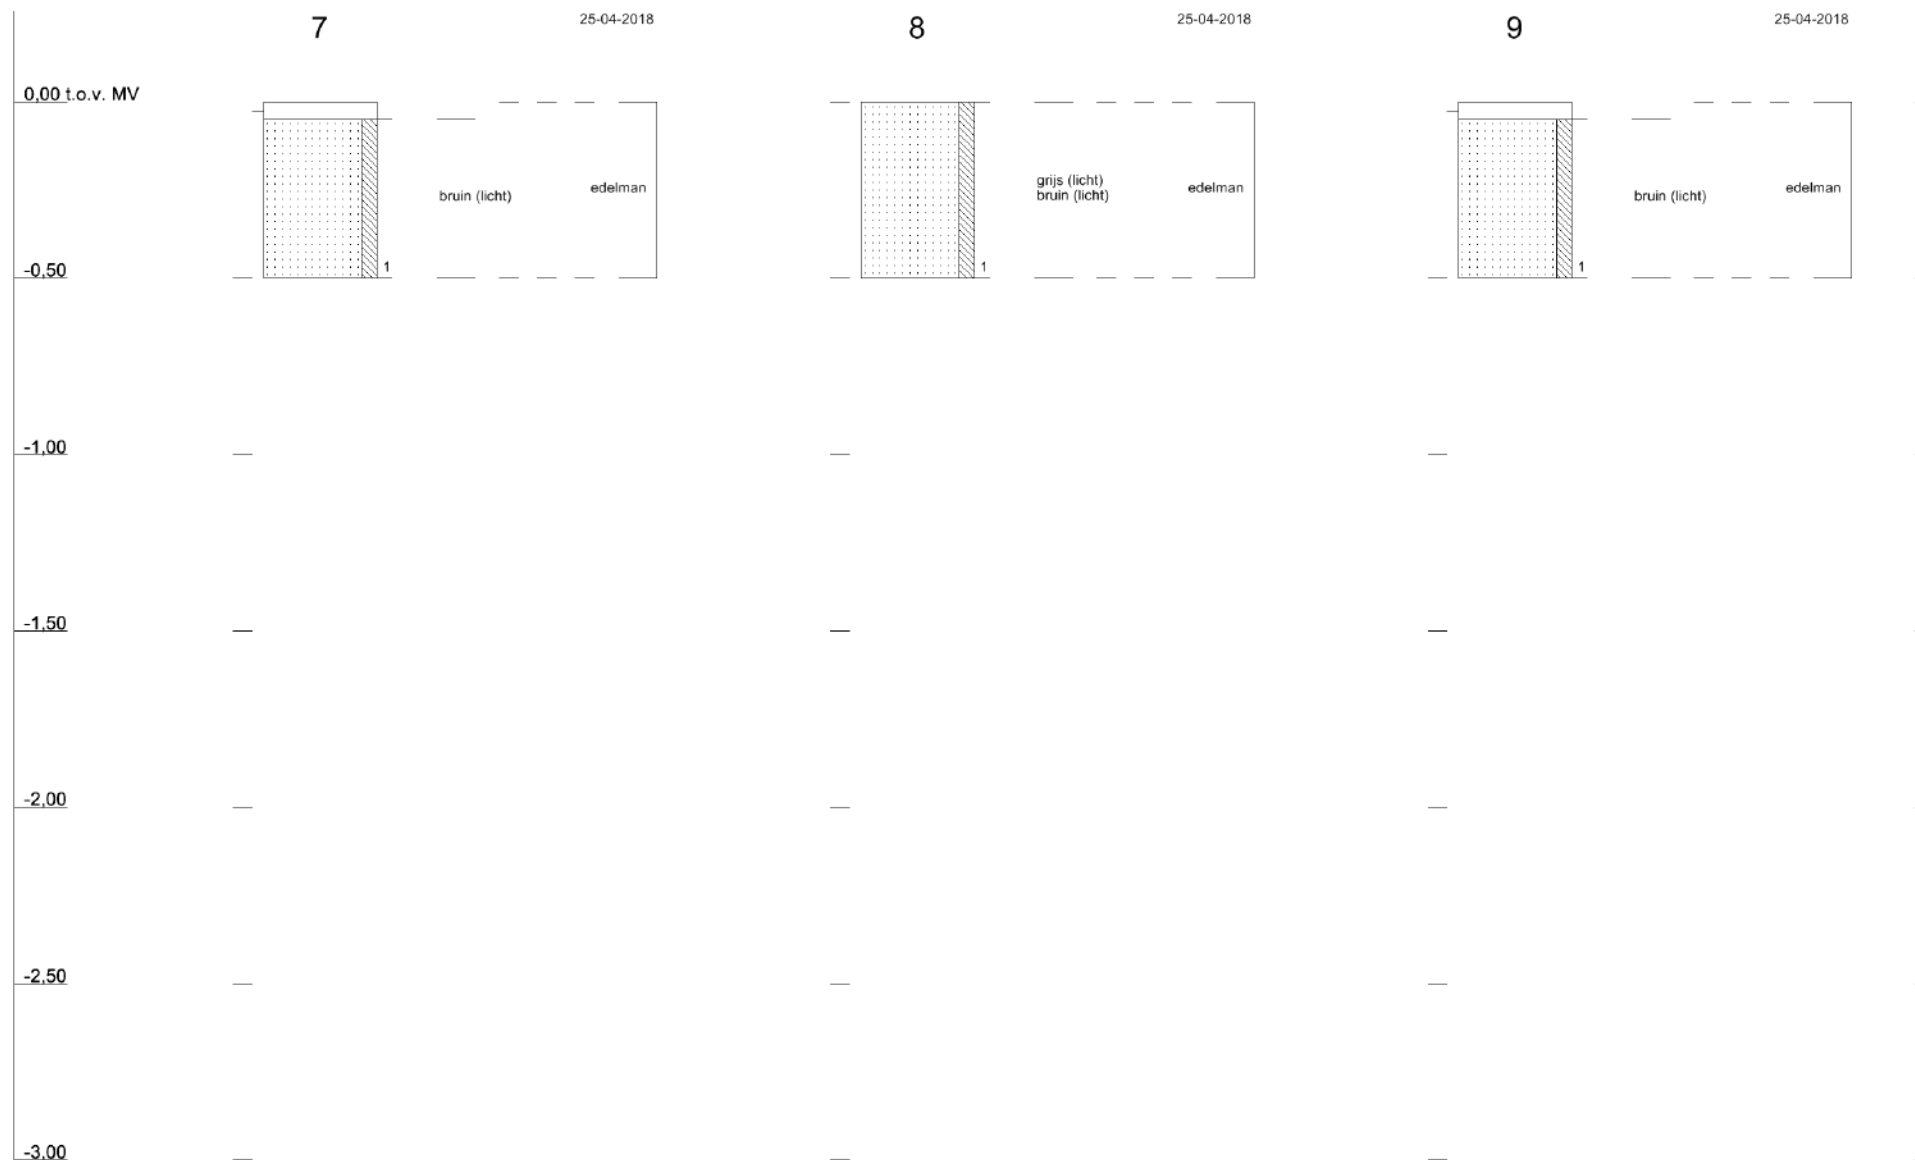 7
25-04-2018
8
25-04-2018
9
25-04-2018
0,00 t.o.v. MV
bruin (licht)
edelman
1
grijs (licht)
bruin (licht)
edelman
1
bruin (licht)
edelman
1
-0,50
-1,00
-1,50
-2,00
-2,50
-3,00